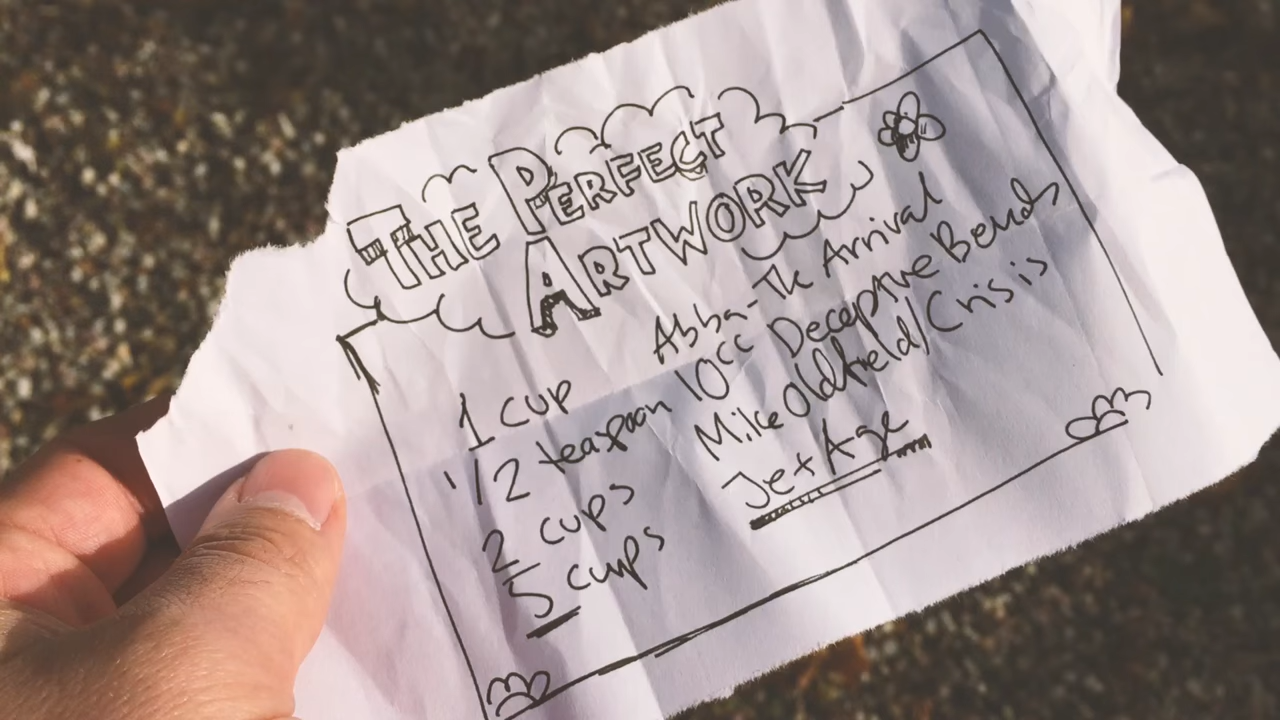 THE PERFECT
ARTWORK
1 cup Abba - The Arrival
1/2 teaspoon 10cc Deceptive Bends
2 cups Mike Oldfield / Crisis
5 cups Jet Age